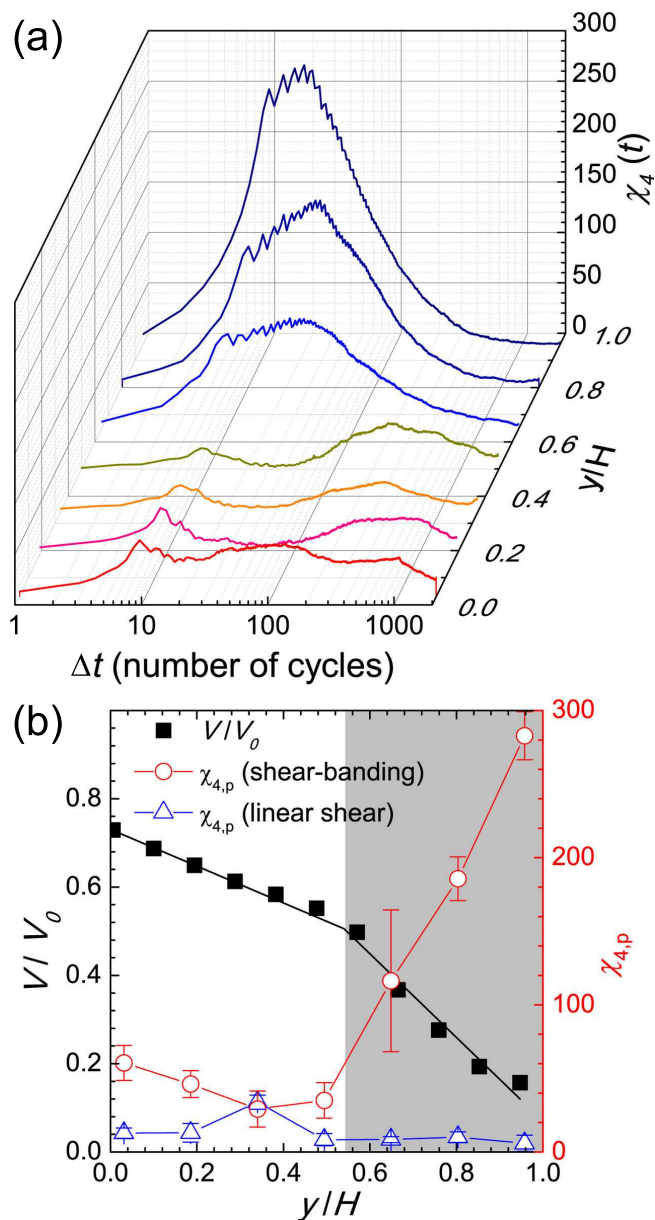 (a)
300
250
200
150
100
50
0
χ₄ (t)
1.0
0.8
0.6
0.4
0.2
0.0
y/H
1 10 100 1000
Δt (number of cycles)
(b)
V/V₀
χ₄,ₚ (shear-banding)
χ₄,ₚ (linear shear)
0.8
0.6
0.4
0.2
0.0
V/V₀
300
200
100
0
χ₄,ₚ
0.0 0.2 0.4 0.6 0.8 1.0
y/H